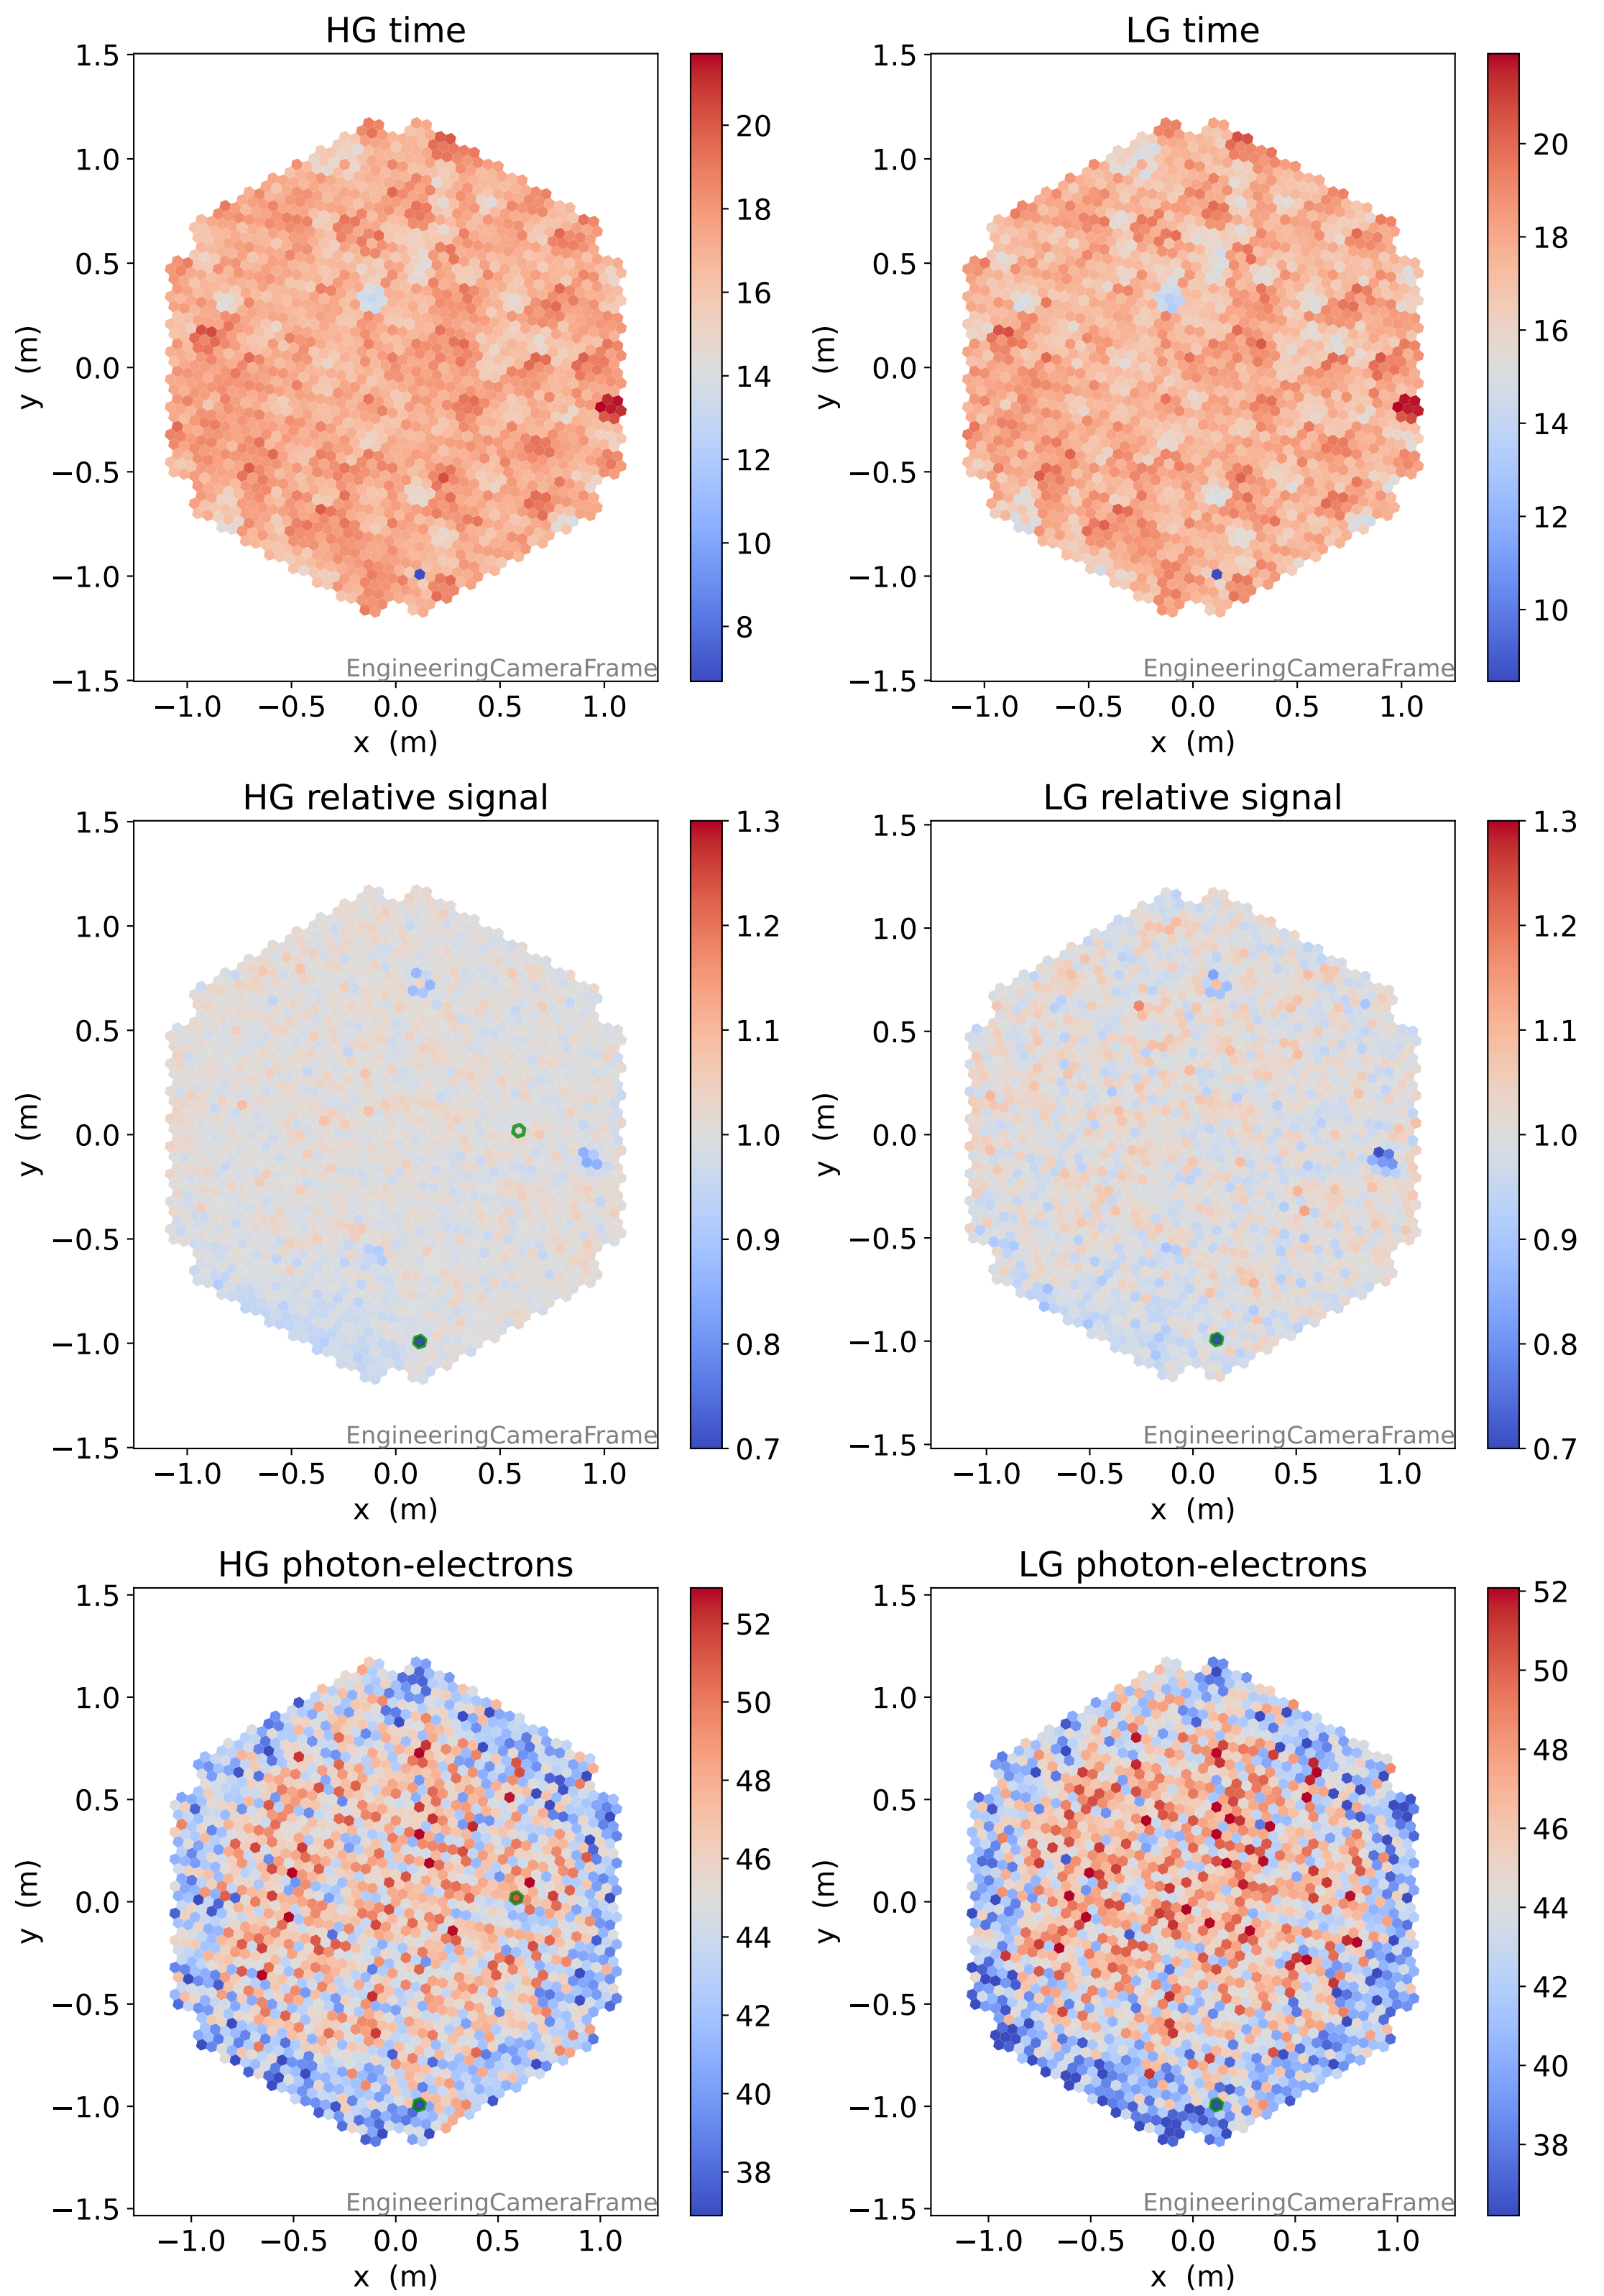 HG time
1.5
1.0
0.5
0.0
−0.5
−1.0
−1.5
y (m)
−1.0 −0.5 0.0 0.5 1.0
x (m)
EngineeringCameraFrame
20
18
16
14
12
10
8
LG time
1.5
1.0
0.5
0.0
−0.5
−1.0
−1.5
y (m)
−1.0 −0.5 0.0 0.5 1.0
x (m)
EngineeringCameraFrame
20
18
16
14
12
10
HG relative signal
1.5
1.0
0.5
0.0
−0.5
−1.0
−1.5
y (m)
−1.0 −0.5 0.0 0.5 1.0
x (m)
EngineeringCameraFrame
1.3
1.2
1.1
1.0
0.9
0.8
0.7
LG relative signal
1.5
1.0
0.5
0.0
−0.5
−1.0
−1.5
y (m)
−1.0 −0.5 0.0 0.5 1.0
x (m)
EngineeringCameraFrame
1.3
1.2
1.1
1.0
0.9
0.8
0.7
HG photon-electrons
1.5
1.0
0.5
0.0
−0.5
−1.0
−1.5
y (m)
−1.0 −0.5 0.0 0.5 1.0
x (m)
EngineeringCameraFrame
52
50
48
46
44
42
40
38
LG photon-electrons
1.5
1.0
0.5
0.0
−0.5
−1.0
−1.5
y (m)
−1.0 −0.5 0.0 0.5 1.0
x (m)
EngineeringCameraFrame
52
50
48
46
44
42
40
38